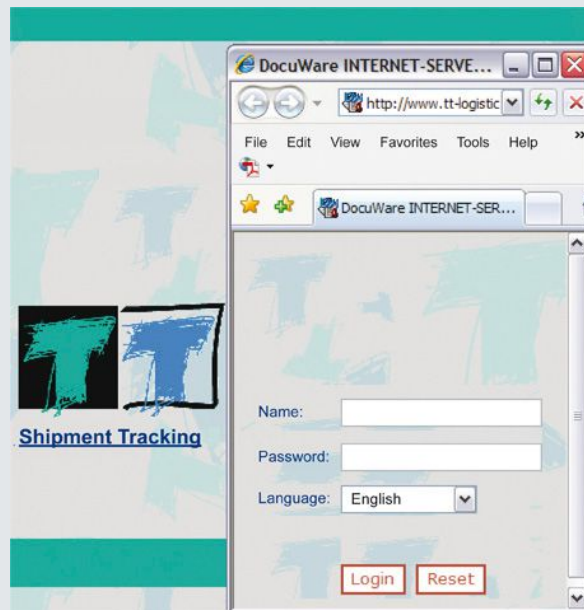 DocuWare INTERNET-SERVE...
http://www.tt-logistic
File Edit View Favorites Tools Help »
DocuWare INTERNET-SER...
TT
Shipment Tracking
Name:
Password:
Language: English
Login Reset